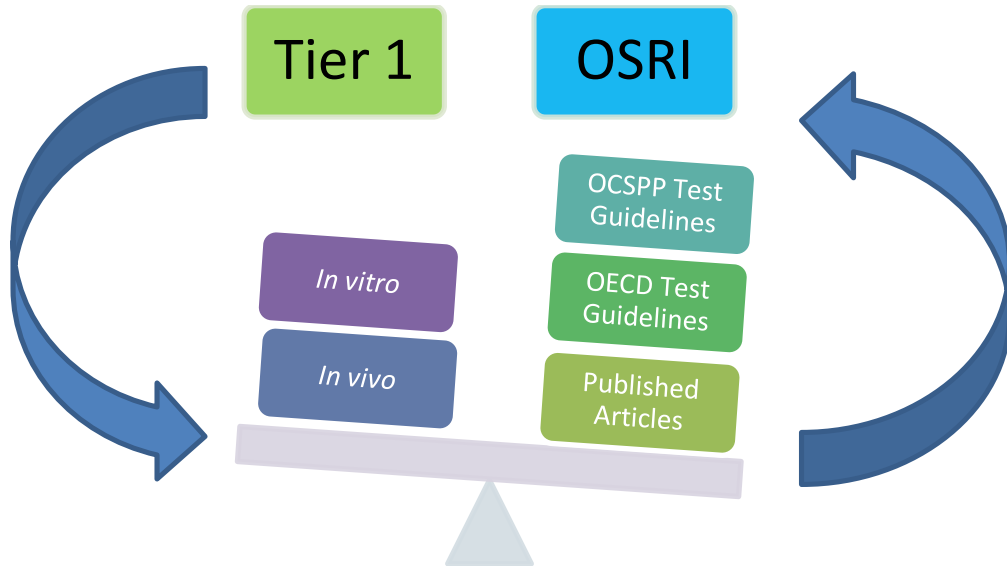 Tier 1
OSRI
In vitro
In vivo
OCSPP Test
Guidelines
OECD Test
Guidelines
Published
Articles